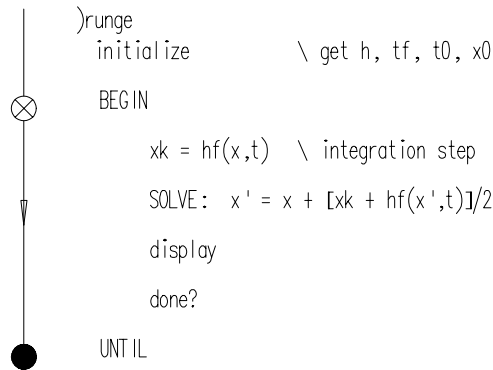 )runge
initialize \ get h, tf, t0, x0
BEGIN
xk = hf(x,t) \ integration step
SOLVE: x' = x + [xk + hf(x',t)]/2
display
done?
UNTIL